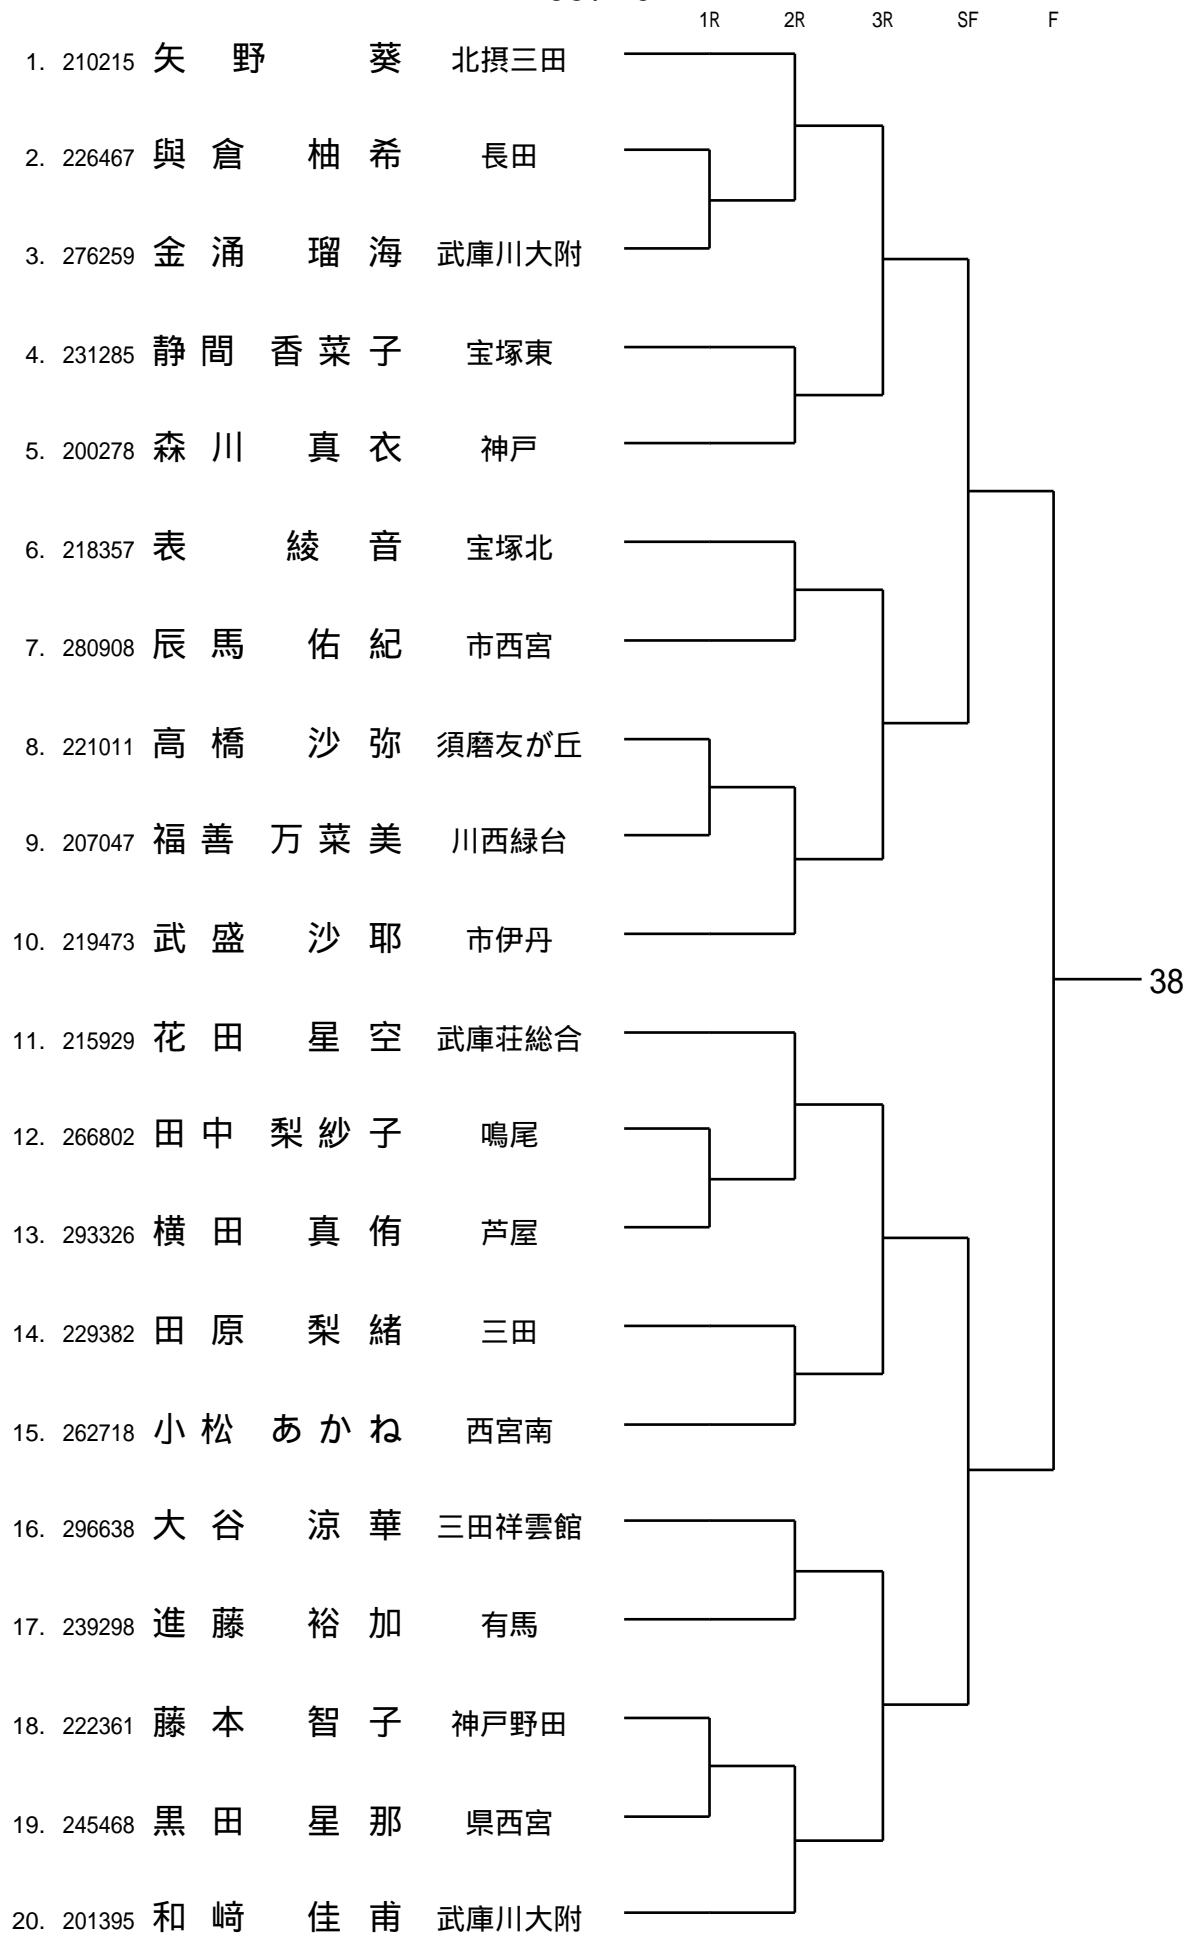 1R 2R 3R SF F
1. 210215 矢野 葵 北摂三田
2. 226467 與倉 柚希 長田
3. 276259 金涌 瑠海 武庫川大附
4. 231285 静間 香菜子 宝塚東
5. 200278 森川 真衣 神戸
6. 218357 表 綾音 宝塚北
7. 280908 辰馬 佑紀 市西宮
8. 221011 高橋 沙弥 須磨友が丘
9. 207047 福善 万菜美 川西緑台
10. 219473 武盛 沙耶 市伊丹
38
11. 215929 花田 星空 武庫荘総合
12. 266802 田中 梨紗子 鳴尾
13. 293326 横田 真侑 芦屋
14. 229382 田原 梨緒 三田
15. 262718 小松 あかね 西宮南
16. 296638 大谷 涼華 三田祥雲館
17. 239298 進藤 裕加 有馬
18. 222361 藤本 智子 神戸野田
19. 245468 黒田 星那 県西宮
20. 201395 和﨑 佳甫 武庫川大附